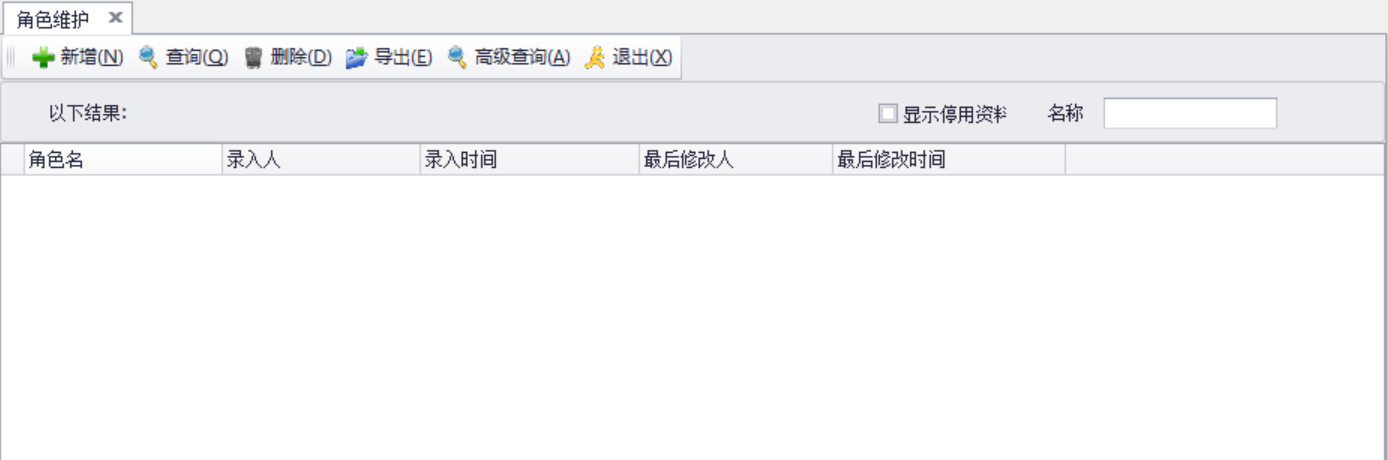 角色维护
新增(N) 查询(Q) 删除(D) 导出(E) 高级查询(A) 退出(X)
以下结果: 显示停用资料 名称
角色名 录入人 录入时间 最后修改人 最后修改时间